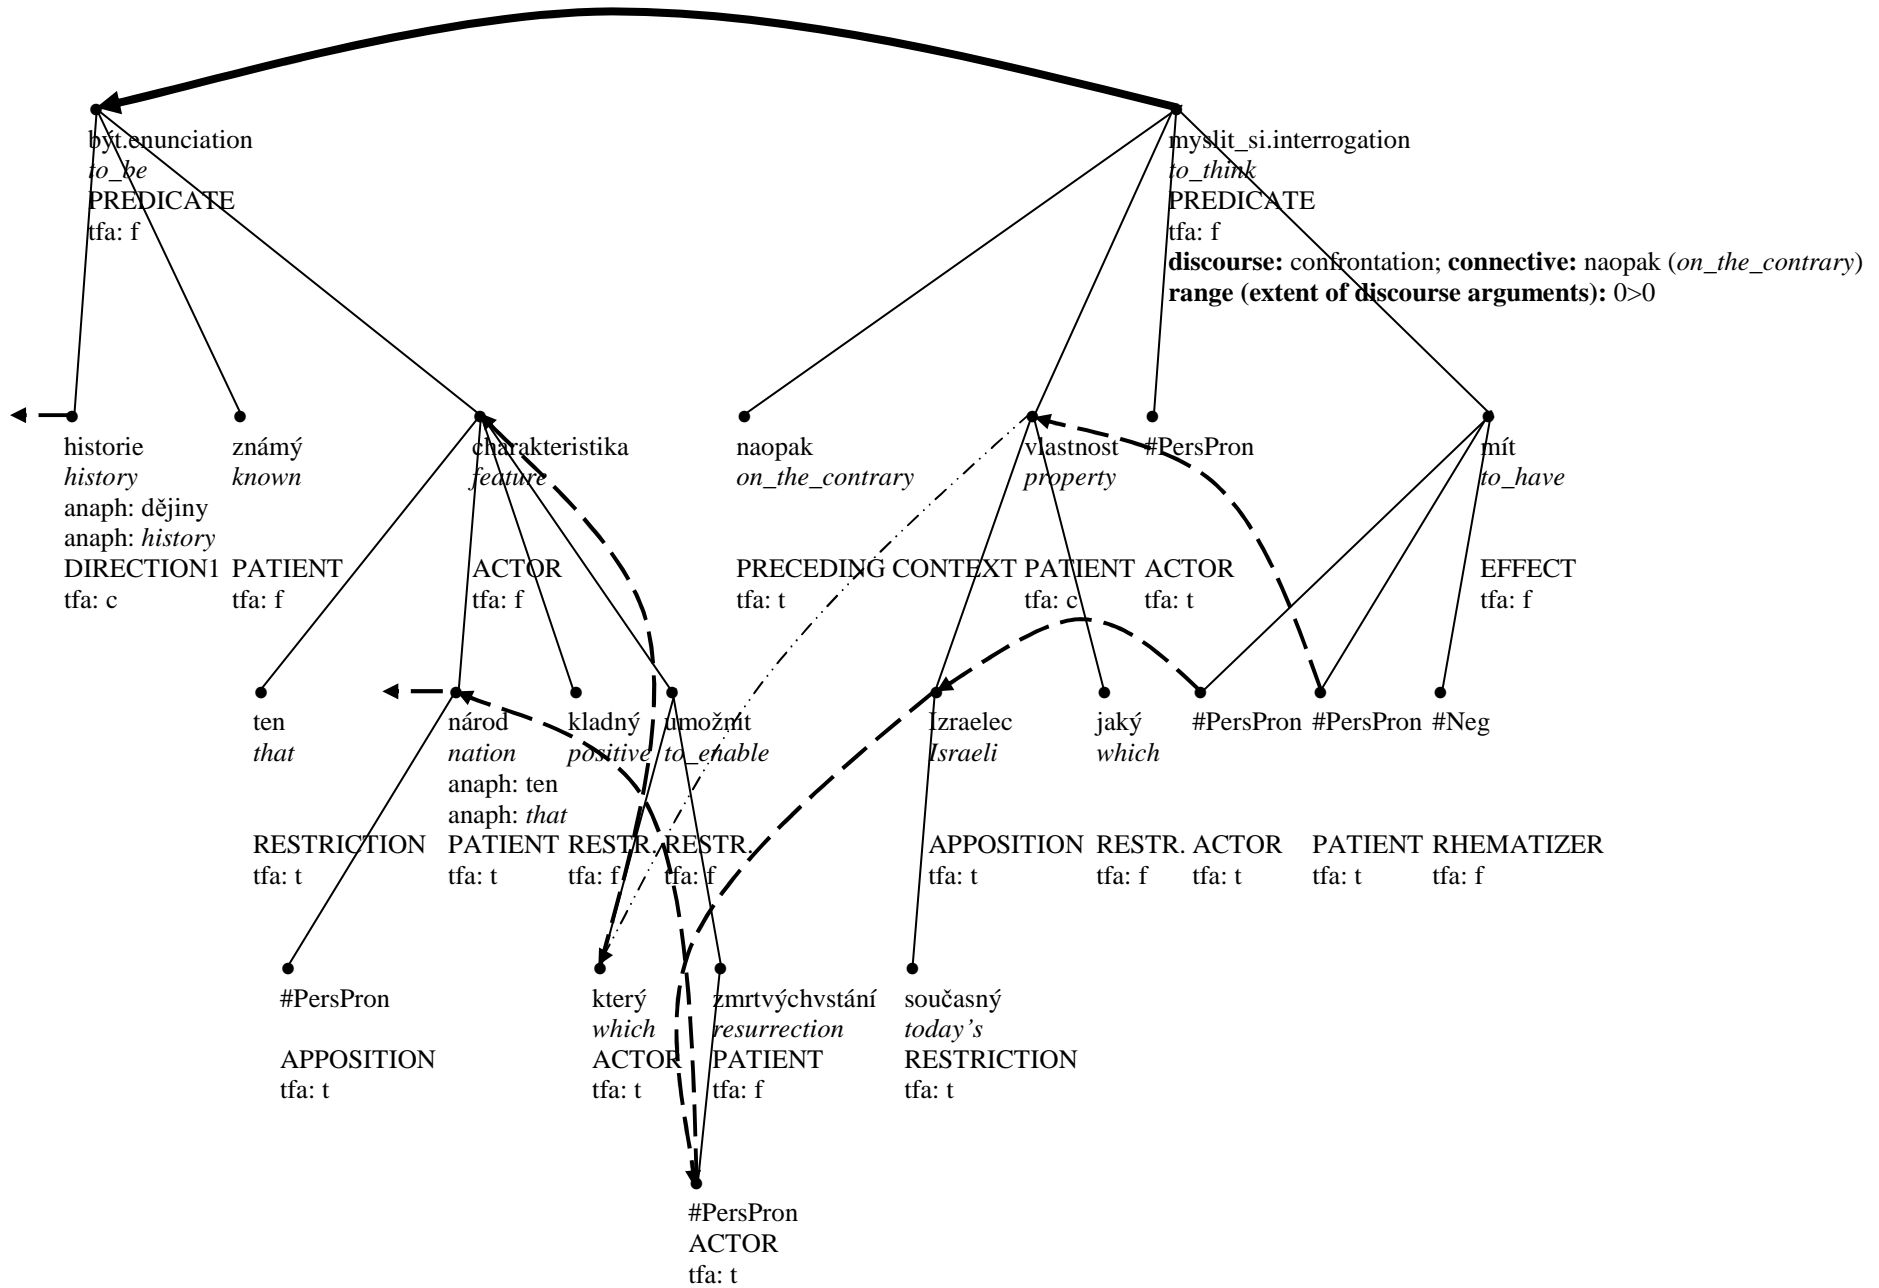 být.enunciation
to_be
PREDICATE
tfa: f
myslit_si.interrogation
to_think
PREDICATE
tfa: f
discourse: confrontation; connective: naopak (on_the_contrary)
range (extent of discourse arguments): 0>0
historie
history
anaph: dějiny
anaph: history
DIRECTION1
tfa: c
známý
known
PATIENT
tfa: f
charakteristika
feature
ACTOR
tfa: f
naopak
on_the_contrary
PRECEDING CONTEXT
tfa: t
vlastnost
property
PATIENT
tfa: c
#PersPron
ACTOR
tfa: t
mít
to_have
EFFECT
tfa: f
ten
that
RESTRICTION
tfa: t
národ
nation
anaph: ten
anaph: that
PATIENT
tfa: t
kladný
positive
RESTR.
tfa: f
umožnit
to_enable
RESTR.
tfa: f
Izraelec
Israeli
APPOSITION
tfa: t
jaký
which
RESTR.
tfa: f
#PersPron
ACTOR
tfa: t
#PersPron
PATIENT
tfa: t
#Neg
RHEMATIZER
tfa: f
#PersPron
APPOSITION
tfa: t
který
which
ACTOR
tfa: t
zmrtvýchvstání
resurrection
PATIENT
tfa: f
současný
today's
RESTRICTION
tfa: t
#PersPron
ACTOR
tfa: t